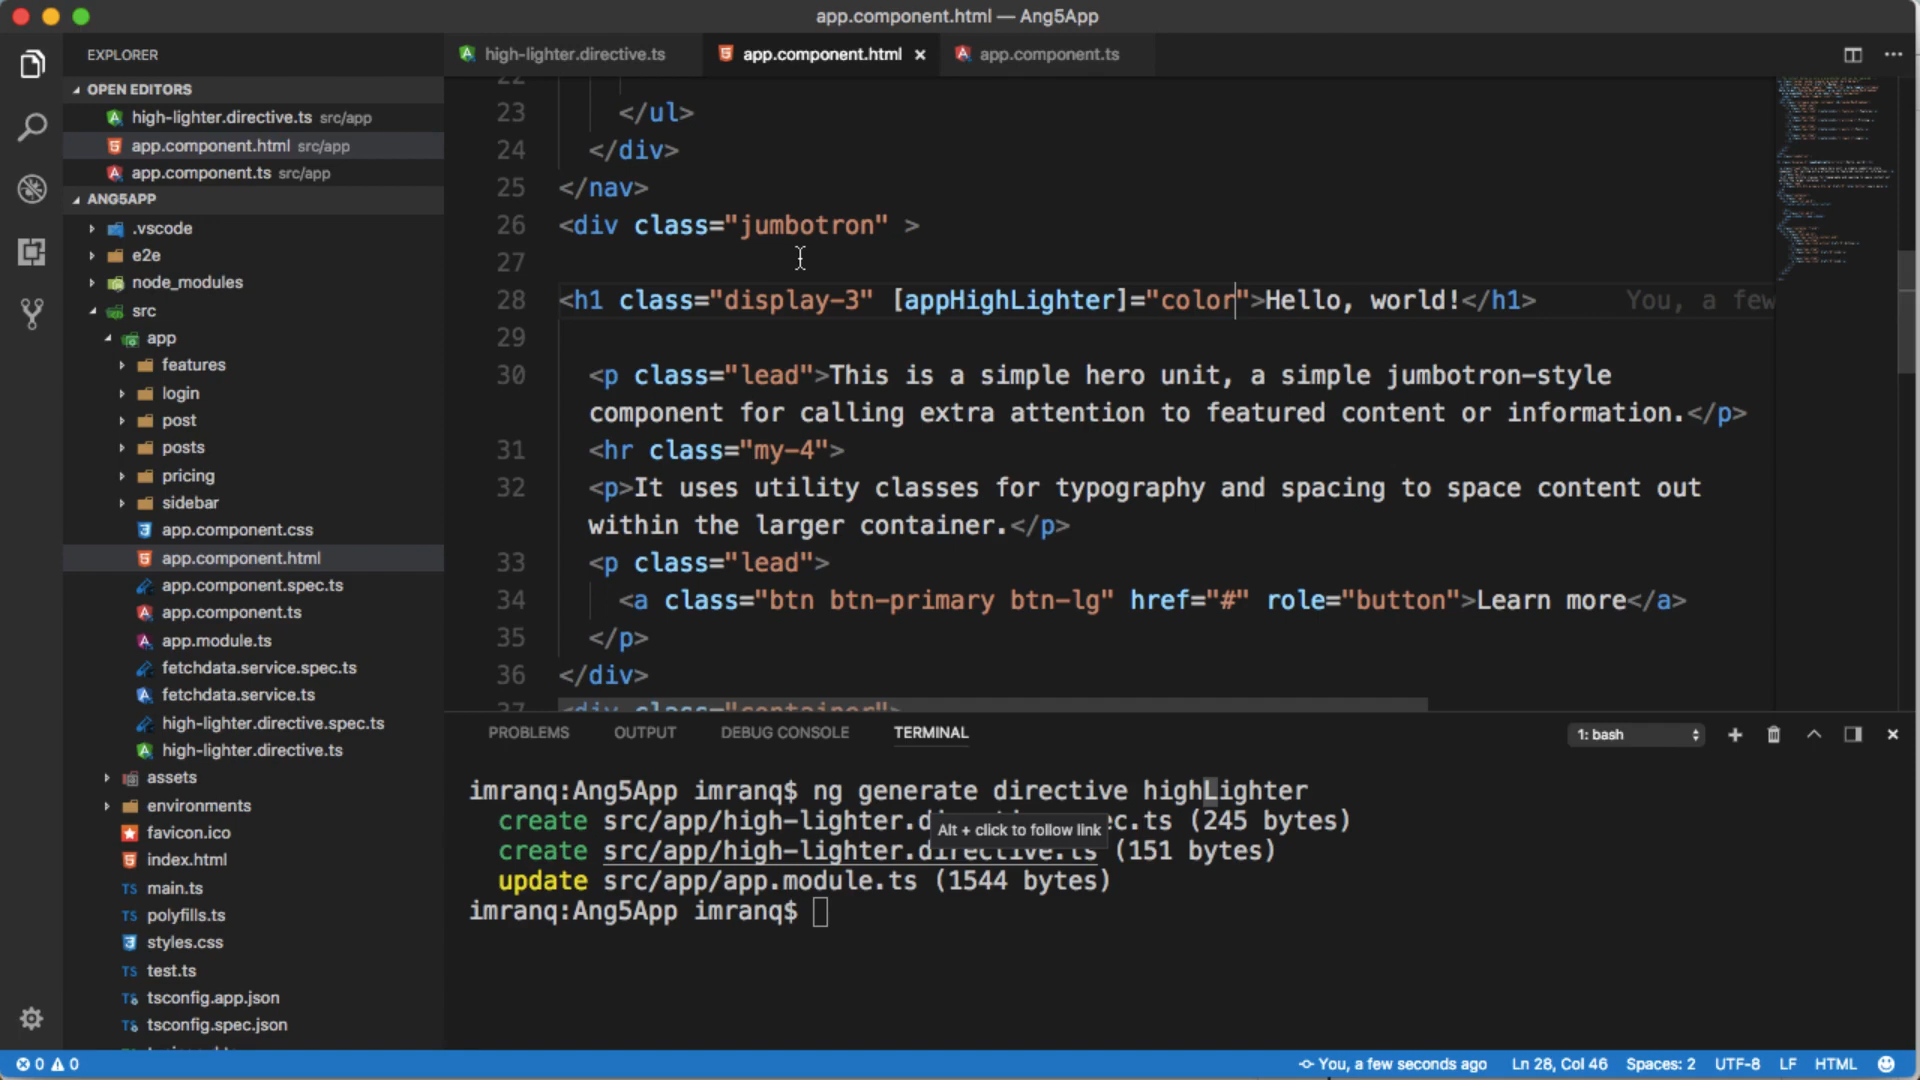 app.component.html — Ang5App
EXPLORER
OPEN EDITORS
high-lighter.directive.ts src/app
app.component.html src/app
app.component.ts src/app
ANG5APP
.vscode
e2e
node_modules
src
app
features
login
post
posts
pricing
sidebar
app.component.css
app.component.html
app.component.spec.ts
app.component.ts
app.module.ts
fetchdata.service.spec.ts
fetchdata.service.ts
high-lighter.directive.spec.ts
high-lighter.directive.ts
assets
environments
favicon.ico
index.html
TS main.ts
TS polyfills.ts
styles.css
TS test.ts
TS tsconfig.app.json
TS tsconfig.spec.json
high-lighter.directive.ts app.component.html × app.component.ts
22
23 </ul>
24 </div>
25 </nav>
26 <div class="jumbotron" >
27
28 <h1 class="display-3" [appHighLighter]="color">Hello, world!</h1> You, a few
29
30 <p class="lead">This is a simple hero unit, a simple jumbotron-style
component for calling extra attention to featured content or information.</p>
31 <hr class="my-4">
32 <p>It uses utility classes for typography and spacing to space content out
within the larger container.</p>
33 <p class="lead">
34 <a class="btn btn-primary btn-lg" href="#" role="button">Learn more</a>
35 </p>
36 </div>
37 <div class="container">
PROBLEMS OUTPUT DEBUG CONSOLE TERMINAL 1: bash
imranq:Ang5App imranq$ ng generate directive highLighter
create src/app/high-lighter.d ec.ts (245 bytes)
Alt + click to follow link
create src/app/high-lighter.directive.ts (151 bytes)
update src/app/app.module.ts (1544 bytes)
imranq:Ang5App imranq$
0 0 You, a few seconds ago Ln 28, Col 46 Spaces: 2 UTF-8 LF HTML